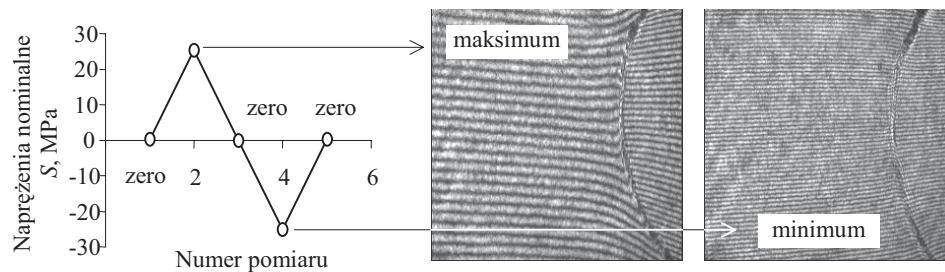 Naprężenia nominalne
S, MPa
30
20
10
0
-10
-20
-30
zero
2
zero
4
zero
6
Numer pomiaru
maksimum
minimum